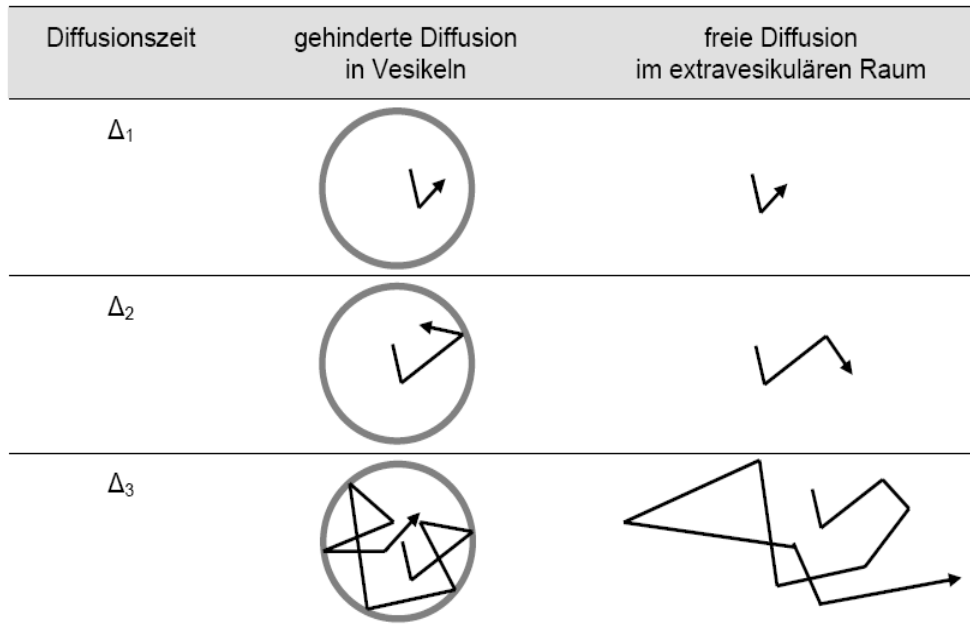 Diffusionszeit
gehinderte Diffusion
in Vesikeln
freie Diffusion
im extravesikulären Raum
Δ₁
Δ₂
Δ₃